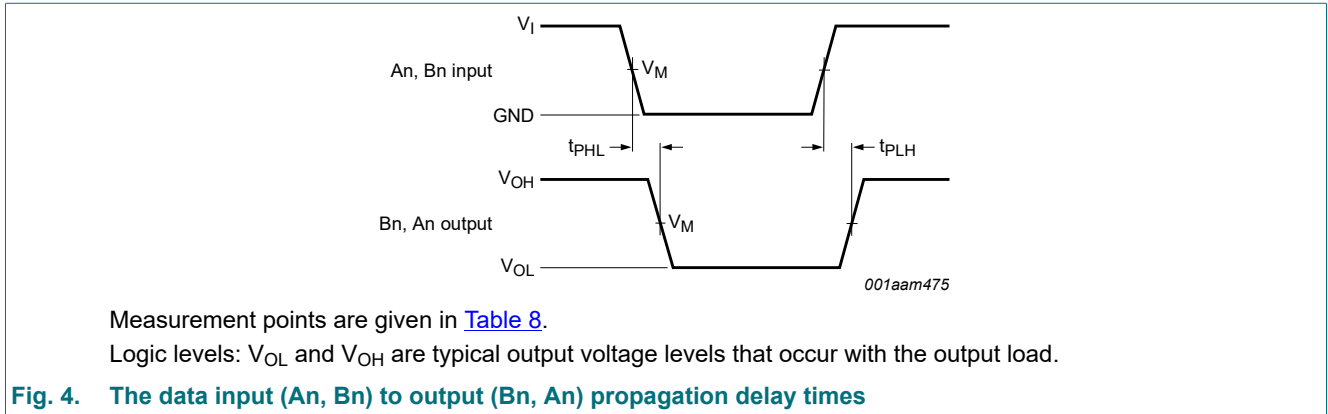 V_I
An, Bn input
V_M
GND
t_PHL
t_PLH
V_OH
Bn, An output
V_M
V_OL
001aam475
Measurement points are given in Table 8.
Logic levels: V_OL and V_OH are typical output voltage levels that occur with the output load.
Fig. 4. The data input (An, Bn) to output (Bn, An) propagation delay times